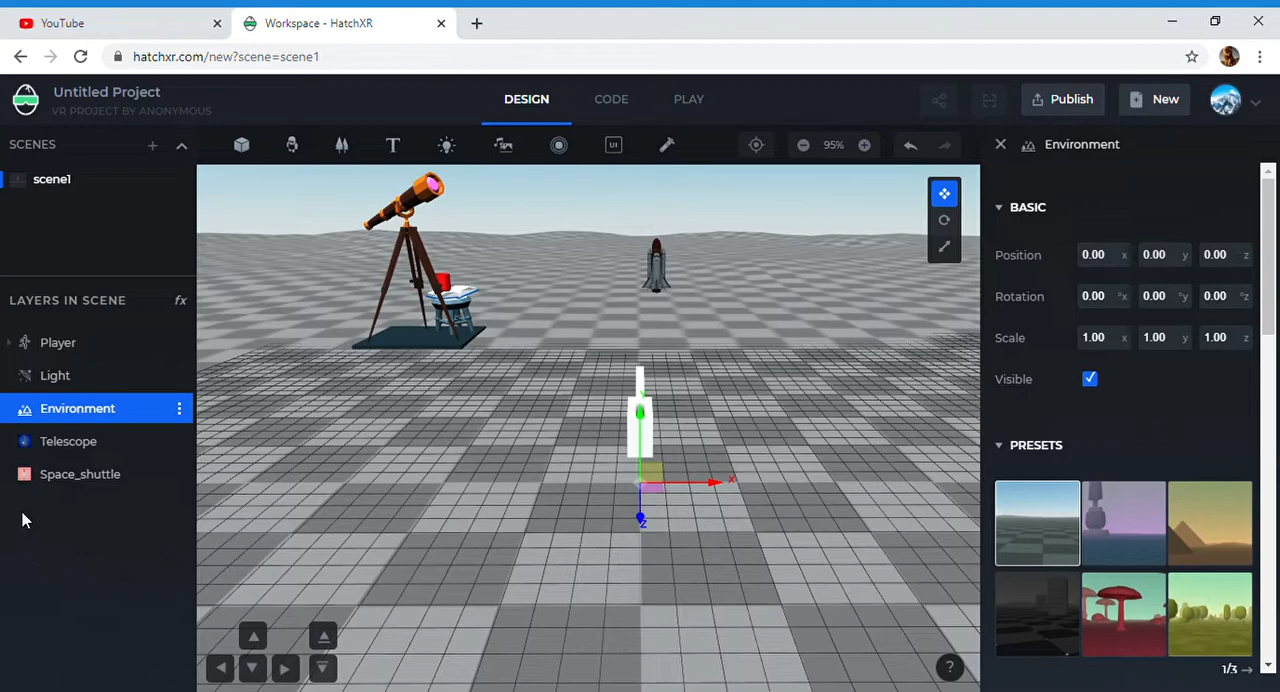 YouTube
Workspace - HatchXR
hatchxr.com/new?scene=scene1
Untitled Project
VR PROJECT BY ANONYMOUS
DESIGN CODE PLAY
Publish New
SCENES
scene1
T
UI
95%
Environment
BASIC
Position 0.00 x 0.00 y 0.00 z
Rotation 0.00 °x 0.00 °y 0.00 °z
Scale 1.00 x 1.00 y 1.00 z
Visible
PRESETS
1/3 →
LAYERS IN SCENE fx
Player
Light
Environment
Telescope
Space_shuttle
Y
X
Z
?